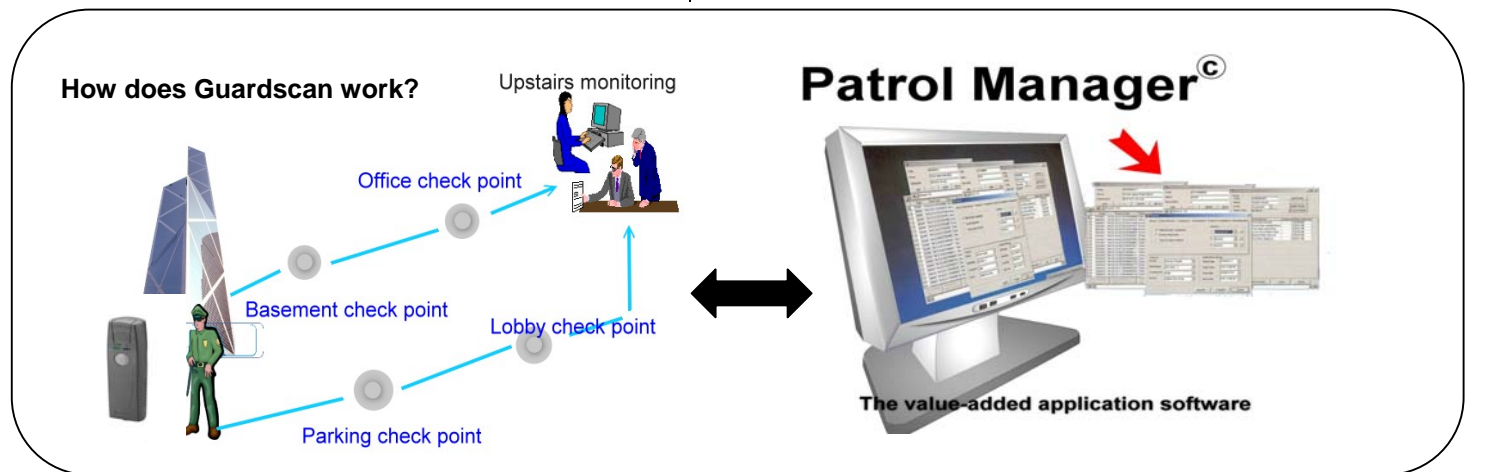 How does Guardscan work?
Upstairs monitoring
Office check point
Basement check point
Lobby check point
Parking check point
Patrol Manager©
The value-added application software